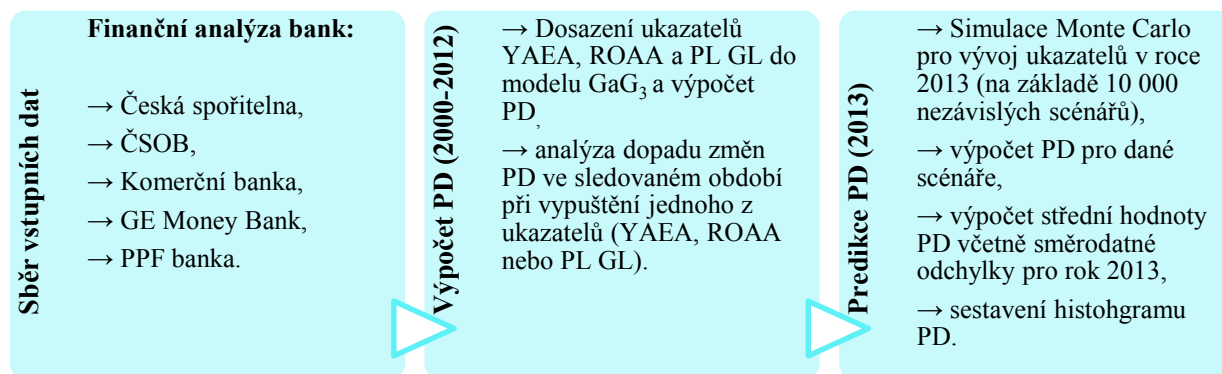 Sběr vstupních dat
Finanční analýza bank:
→ Česká spořitelna,
→ ČSOB,
→ Komerční banka,
→ GE Money Bank,
→ PPF banka.
Výpočet PD (2000-2012)
→ Dosazení ukazatelů
YAEA, ROAA a PL GL do
modelu GaG₃ a výpočet
PD,
→ analýza dopadu změn
PD ve sledovaném období
při vypuštění jednoho z
ukazatelů (YAEA, ROAA
nebo PL GL).
Predikce PD (2013)
→ Simulace Monte Carlo
pro vývoj ukazatelů v roce
2013 (na základě 10 000
nezávislých scénářů),
→ výpočet PD pro dané
scénáře,
→ výpočet střední hodnoty
PD včetně směrodatné
odchylky pro rok 2013,
→ sestavení histohgramu
PD.